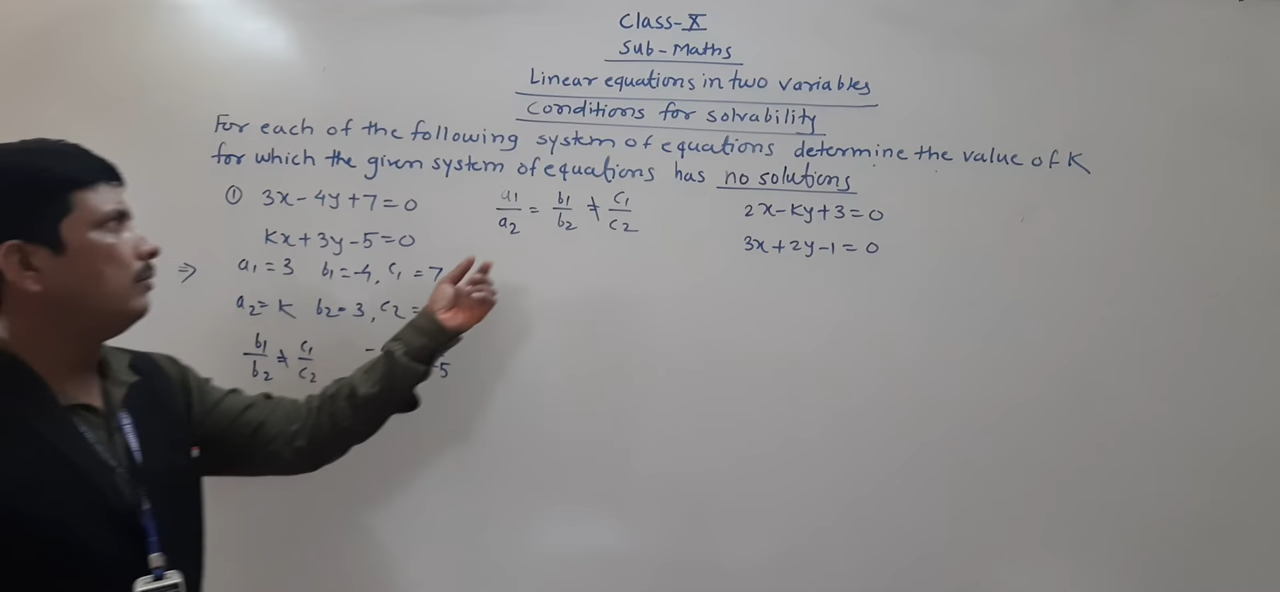 Class-X
Sub-Maths
Linear equations in two variables
Conditions for solvability
For each of the following system of equations determine the value of K
for which the given system of equations has no solutions
① 3x-4y+7=0
a1/a2 = b1/b2 ≠ c1/c2
2x-Ky+3=0
Kx+3y-5=0
3x+2y-1=0
⇒ a1=3 b1=-4, c1=7
a2=K b2=3, c2=
b1/b2 ≠ c1/c2
-5